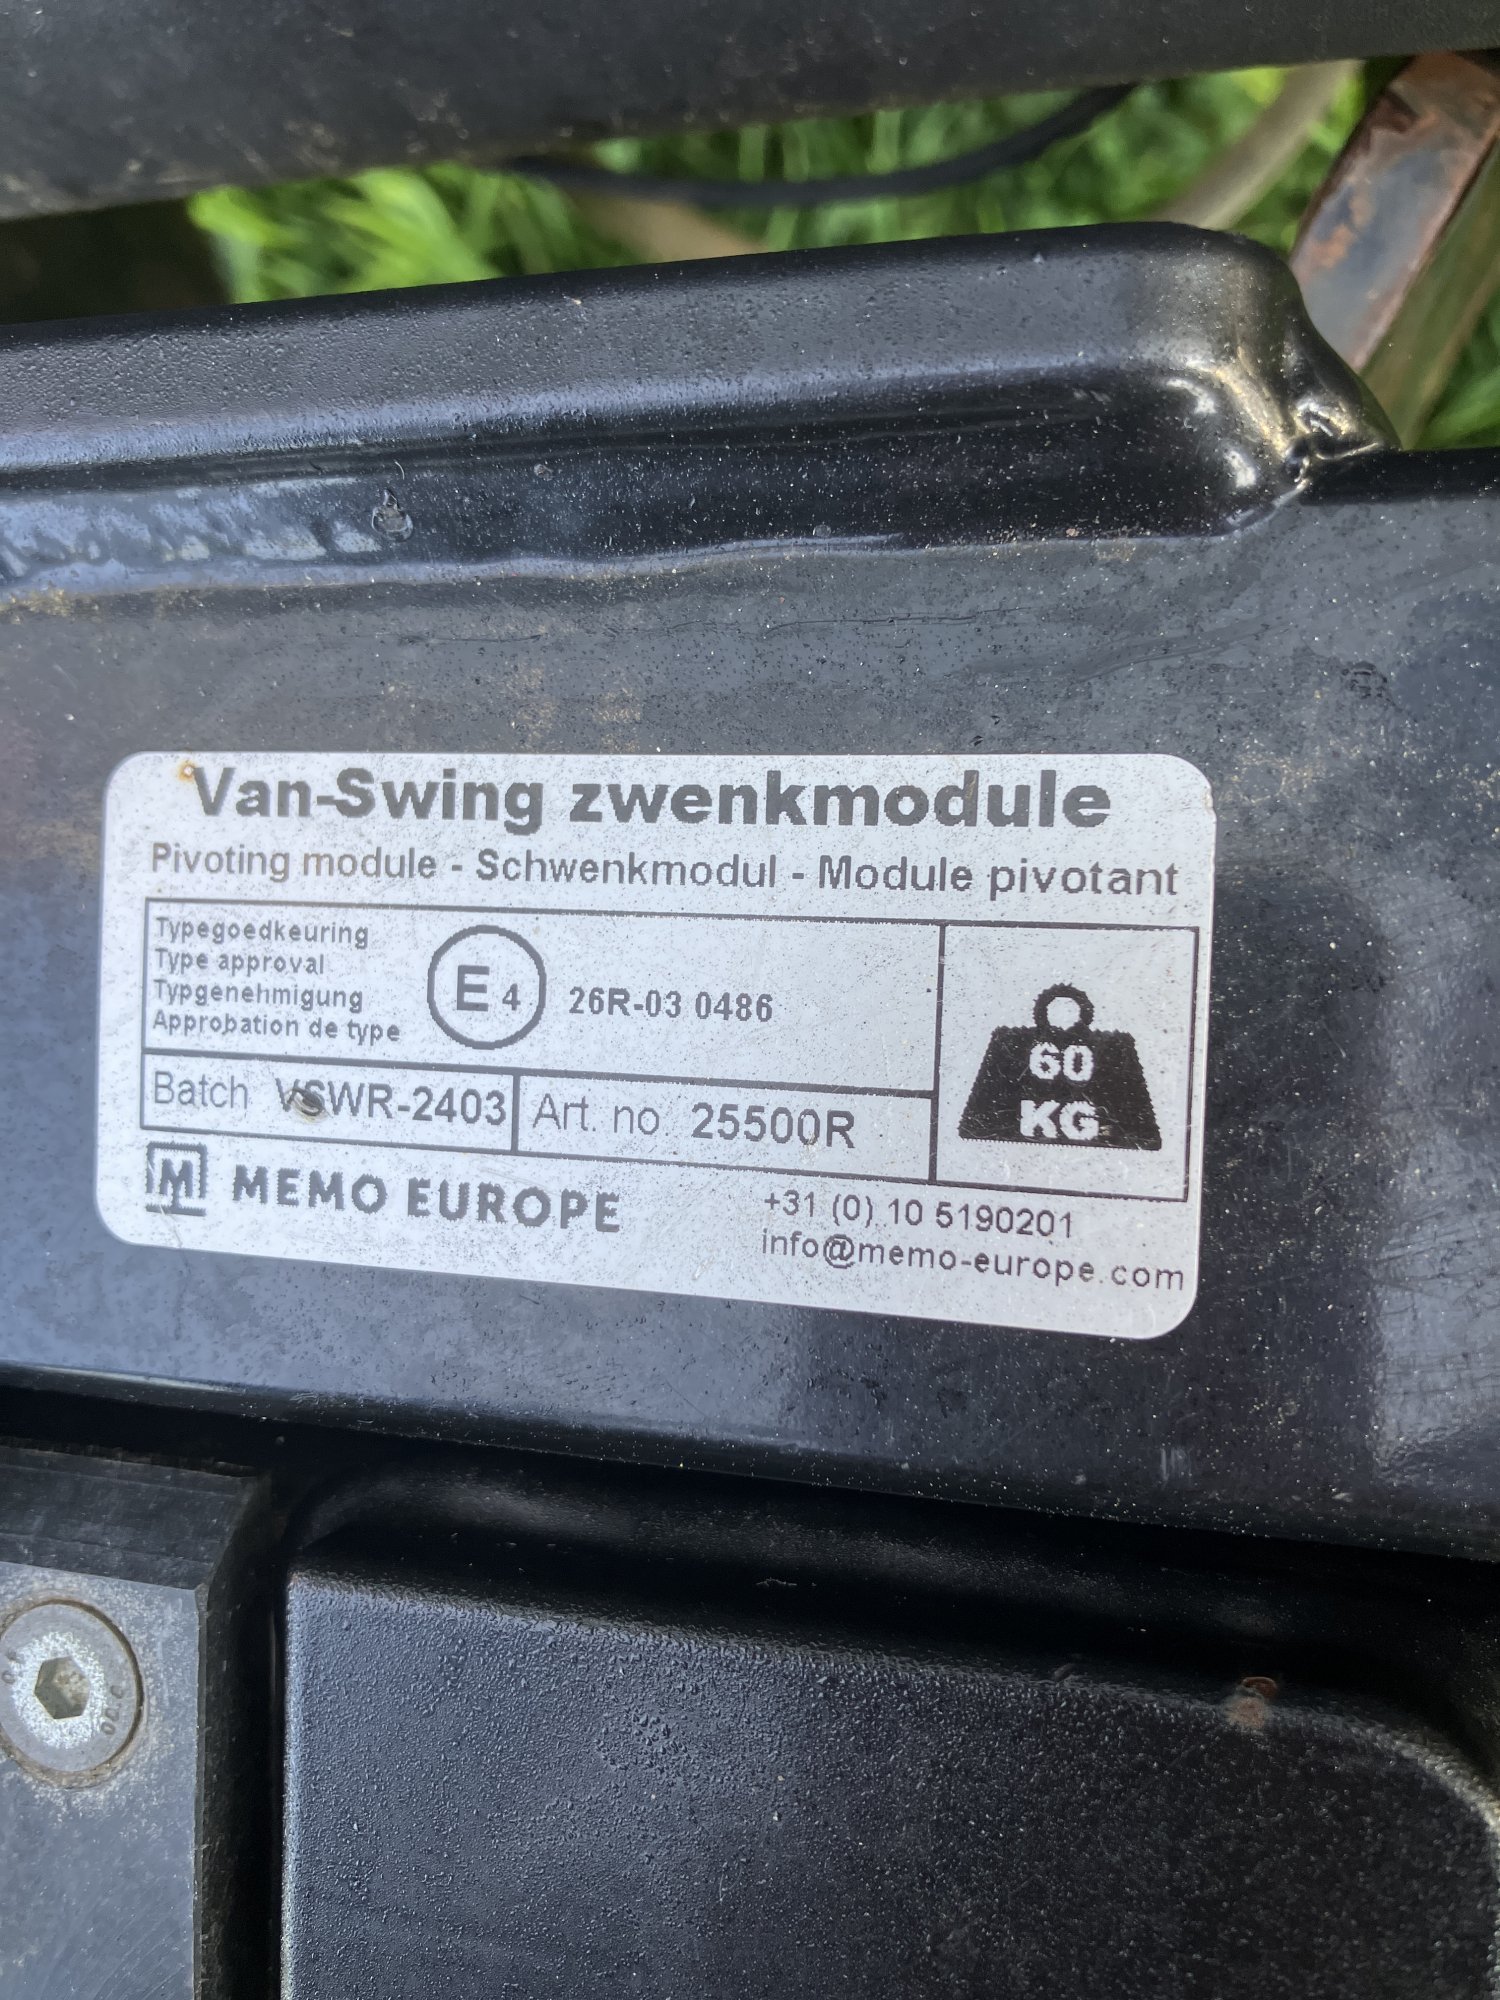 Van-Swing zwenkmodule
Pivoting module - Schwenkmodul - Module pivotant
Typegoedkeuring
Type approval
Typgenehmigung
Approbation de type
E 4
26R-03 0486
60
KG
Batch VSWR-2403
Art. no. 25500R
M MEMO EUROPE
+31 (0) 10 5190201
info@memo-europe.com